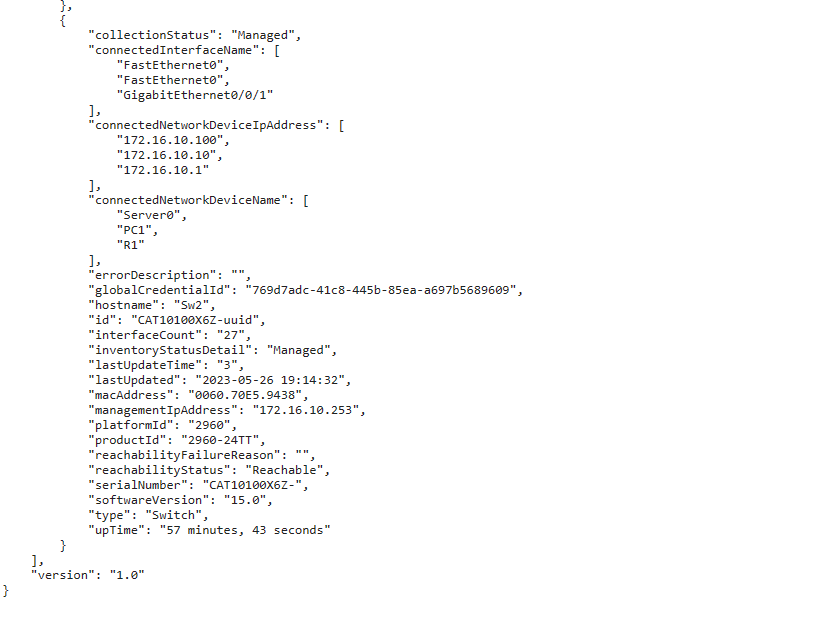 },
        {
            "collectionStatus": "Managed",
            "connectedInterfaceName": [
                "FastEthernet0",
                "FastEthernet0",
                "GigabitEthernet0/0/1"
            ],
            "connectedNetworkDeviceIpAddress": [
                "172.16.10.100",
                "172.16.10.10",
                "172.16.10.1"
            ],
            "connectedNetworkDeviceName": [
                "Server0",
                "PC1",
                "R1"
            ],
            "errorDescription": "",
            "globalCredentialId": "769d7adc-41c8-445b-85ea-a697b5689609",
            "hostname": "Sw2",
            "id": "CAT10100X6Z-uuid",
            "interfaceCount": "27",
            "inventoryStatusDetail": "Managed",
            "lastUpdateTime": "3",
            "lastUpdated": "2023-05-26 19:14:32",
            "macAddress": "0060.70E5.9438",
            "managementIpAddress": "172.16.10.253",
            "platformId": "2960",
            "productId": "2960-24TT",
            "reachabilityFailureReason": "",
            "reachabilityStatus": "Reachable",
            "serialNumber": "CAT10100X6Z-",
            "softwareVersion": "15.0",
            "type": "Switch",
            "upTime": "57 minutes, 43 seconds"
        }
    ],
    "version": "1.0"
}